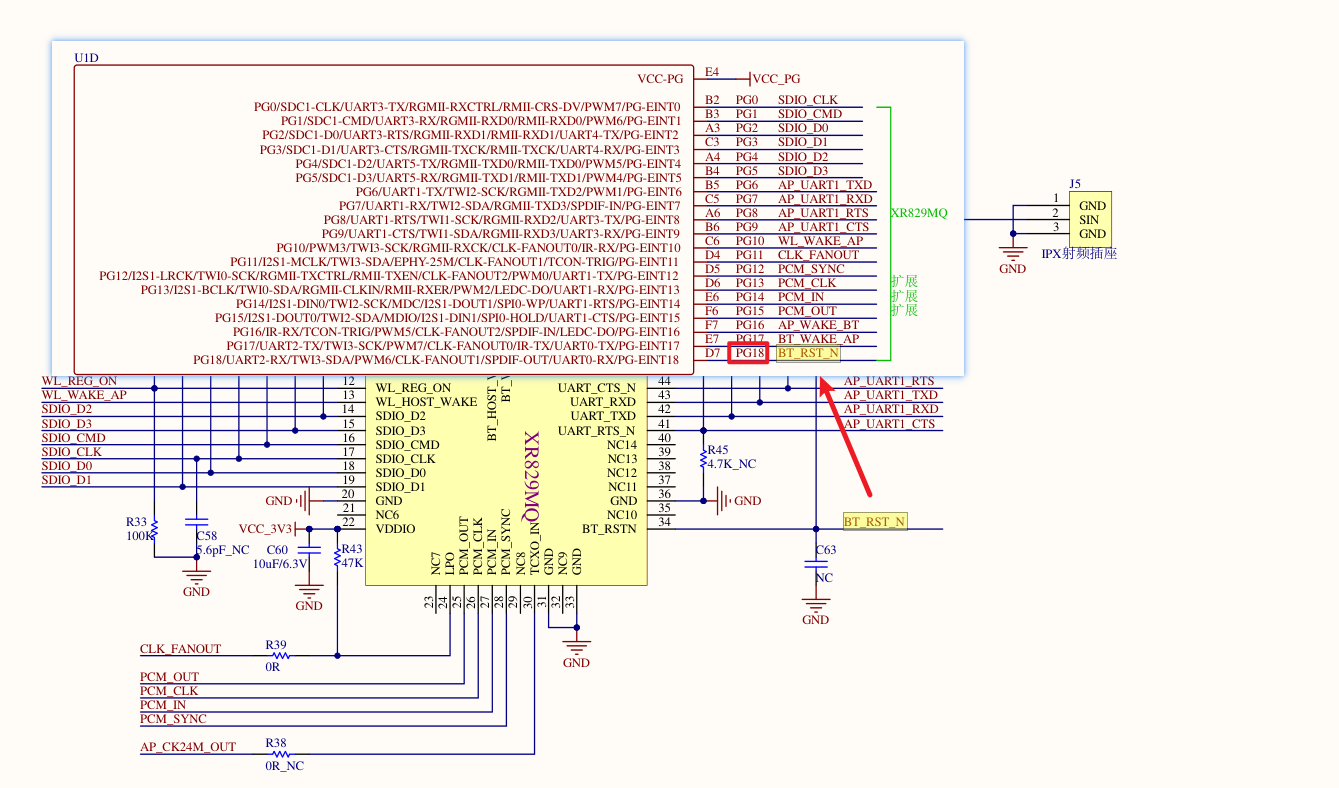 U1D
VCC-PG E4 VCC_PG
PG0/SDC1-CLK/UART3-TX/RGMII-RXCTRL/RMII-CRS-DV/PWM7/PG-EINT0 B2 PG0 SDIO_CLK
PG1/SDC1-CMD/UART3-RX/RGMII-RXD0/RMII-RXD0/PWM6/PG-EINT1 B3 PG1 SDIO_CMD
PG2/SDC1-D0/UART3-RTS/RGMII-RXD1/RMII-RXD1/UART4-TX/PG-EINT2 A3 PG2 SDIO_D0
PG3/SDC1-D1/UART3-CTS/RGMII-TXCK/RMII-TXCK/UART4-RX/PG-EINT3 C3 PG3 SDIO_D1
PG4/SDC1-D2/UART5-TX/RGMII-TXD0/RMII-TXD0/PWM5/PG-EINT4 A4 PG4 SDIO_D2
PG5/SDC1-D3/UART5-RX/RGMII-TXD1/RMII-TXD1/PWM4/PG-EINT5 B4 PG5 SDIO_D3
PG6/UART1-TX/TWI2-SCK/RGMII-TXD2/PWM1/PG-EINT6 B5 PG6 AP_UART1_TXD
PG7/UART1-RX/TWI2-SDA/RGMII-TXD3/SPDIF-IN/PG-EINT7 C5 PG7 AP_UART1_RXD
PG8/UART1-RTS/TWI1-SCK/RGMII-RXD2/UART3-TX/PG-EINT8 A6 PG8 AP_UART1_RTS XR829MQ
PG9/UART1-CTS/TWI1-SDA/RGMII-RXD3/UART3-RX/PG-EINT9 B6 PG9 AP_UART1_CTS
PG10/PWM3/TWI3-SCK/RGMII-RXCK/CLK-FANOUT0/IR-RX/PG-EINT10 C6 PG10 WL_WAKE_AP
PG11/I2S1-MCLK/TWI3-SDA/EPHY-25M/CLK-FANOUT1/TCON-TRIG/PG-EINT11 D4 PG11 CLK_FANOUT
PG12/I2S1-LRCK/TWI0-SCK/RGMII-TXCTRL/RMII-TXEN/CLK-FANOUT2/PWM0/UART1-TX/PG-EINT12 D5 PG12 PCM_SYNC
PG13/I2S1-BCLK/TWI0-SDA/RGMII-CLKIN/RMII-RXER/PWM2/LEDC-DO/UART1-RX/PG-EINT13 D6 PG13 PCM_CLK 扩展
PG14/I2S1-DIN0/TWI2-SCK/MDC/I2S1-DOUT1/SPI0-WP/UART1-RTS/PG-EINT14 E6 PG14 PCM_IN 扩展
PG15/I2S1-DOUT0/TWI2-SDA/MDIO/I2S1-DIN1/SPI0-HOLD/UART1-CTS/PG-EINT15 F6 PG15 PCM_OUT 扩展
PG16/IR-RX/TCON-TRIG/PWM5/CLK-FANOUT2/SPDIF-IN/LEDC-DO/PG-EINT16 F7 PG16 AP_WAKE_BT
PG17/UART2-TX/TWI3-SCK/PWM7/CLK-FANOUT0/IR-TX/UART0-TX/PG-EINT17 E7 PG17 BT_WAKE_AP
PG18/UART2-RX/TWI3-SDA/PWM6/CLK-FANOUT1/SPDIF-OUT/UART0-RX/PG-EINT18 D7 PG18 BT_RST_N
J5
1 GND
2 SIN
3 GND
GND
IPX射频插座
WL_REG_ON 12 WL_REG_ON UART_CTS_N 44 AP_UART1_RTS
WL_WAKE_AP 13 WL_HOST_WAKE UART_RXD 43 AP_UART1_TXD
SDIO_D2 14 SDIO_D2 UART_TXD 42 AP_UART1_RXD
SDIO_D3 15 SDIO_D3 UART_RTS_N 41 AP_UART1_CTS
SDIO_CMD 16 SDIO_CMD NC14 40
SDIO_CLK 17 SDIO_CLK NC13 39
SDIO_D0 18 SDIO_D0 NC12 38
SDIO_D1 19 SDIO_D1 NC11 37
GND 20 GND GND 36 GND
21 NC6 NC10 35
VCC_3V3 22 VDDIO BT_RSTN 34 BT_RST_N
R45
4.7K_NC
XR829MQ
R33
100K
C58
5.6pF_NC
GND
C60
10uF/6.3V
GND
R43
47K
C63
NC
GND
NC7 LPO PCM_OUT PCM_CLK PCM_IN PCM_SYNC NC8 TCXO_IN GND NC9 GND
23 24 25 26 27 28 29 30 31 32 33
GND
CLK_FANOUT R39
0R
PCM_OUT
PCM_CLK
PCM_IN
PCM_SYNC
AP_CK24M_OUT R38
0R_NC